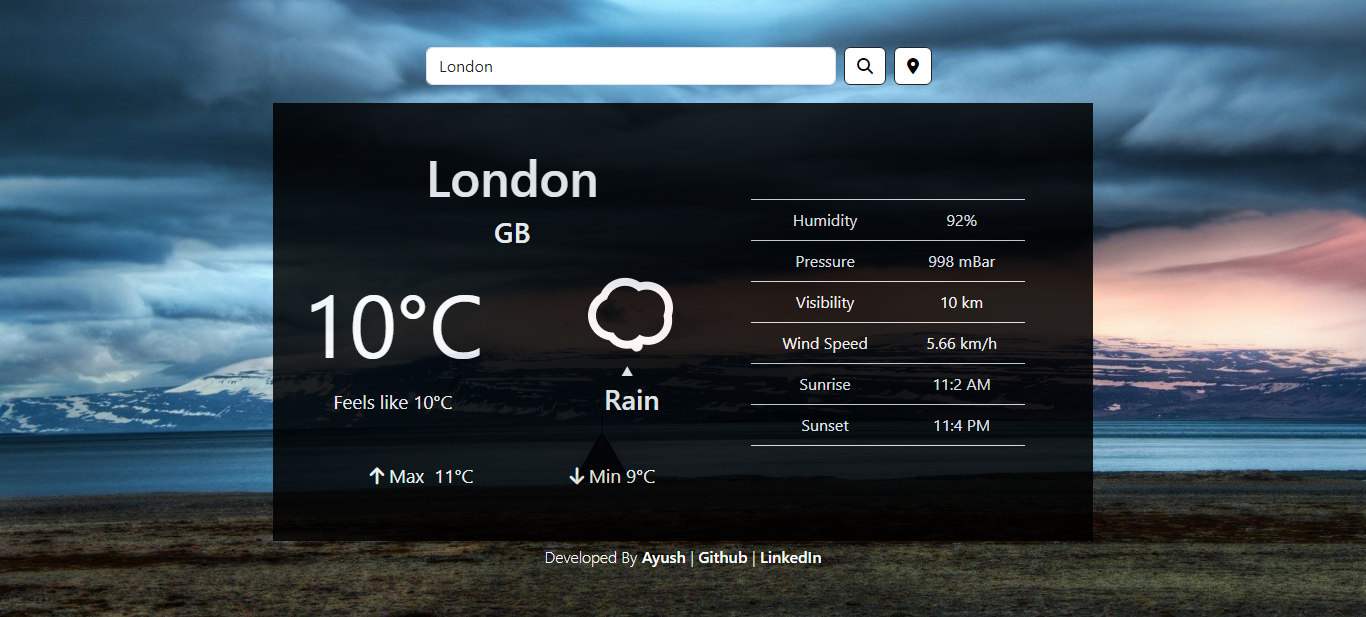 London
London
GB
10°C
Feels like 10°C
Rain
Max 11°C
Min 9°C
Humidity 92%
Pressure 998 mBar
Visibility 10 km
Wind Speed 5.66 km/h
Sunrise 11:2 AM
Sunset 11:4 PM
Developed By Ayush | Github | LinkedIn